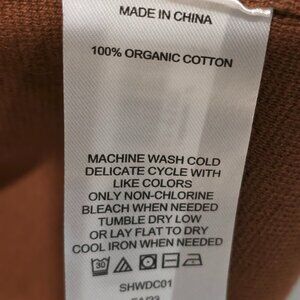 MADE IN CHINA
100% ORGANIC COTTON
MACHINE WASH COLD
DELICATE CYCLE WITH
LIKE COLORS
ONLY NON-CHLORINE
BLEACH WHEN NEEDED
TUMBLE DRY LOW
OR LAY FLAT TO DRY
COOL IRON WHEN NEEDED
30
SHWDC01